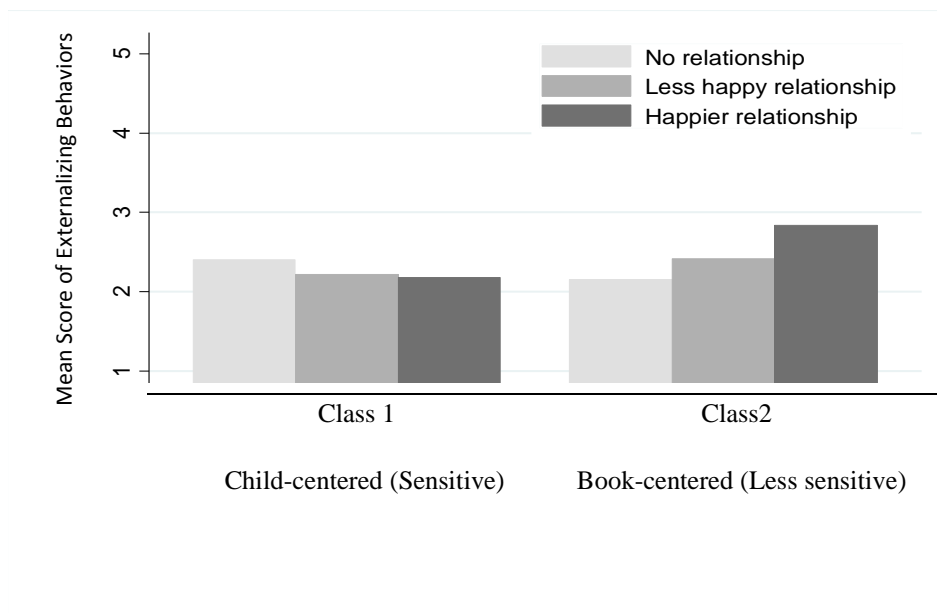 Mean Score of Externalizing Behaviors
5
4
3
2
1
No relationship
Less happy relationship
Happier relationship
Class 1
Class2
Child-centered (Sensitive)
Book-centered (Less sensitive)